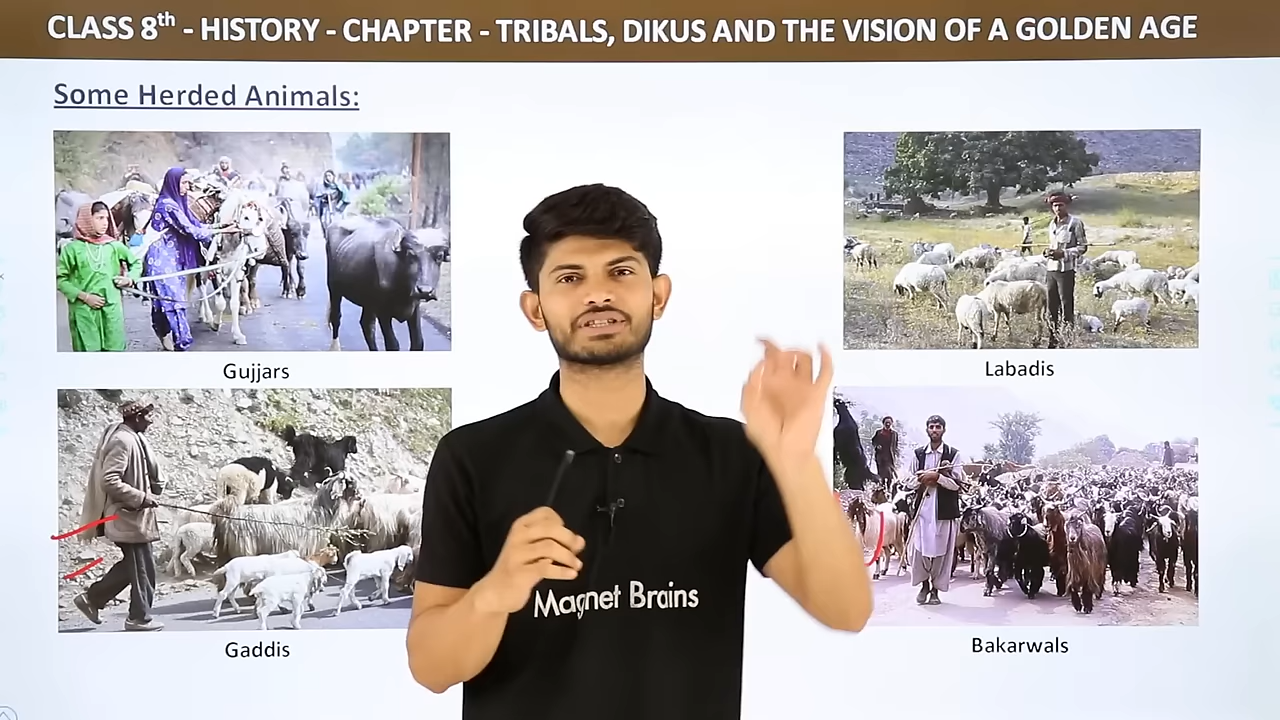 CLASS 8th - HISTORY - CHAPTER - TRIBALS, DIKUS AND THE VISION OF A GOLDEN AGE
Some Herded Animals:
Gujjars
Labadis
Gaddis
Bakarwals
Magnet Brains